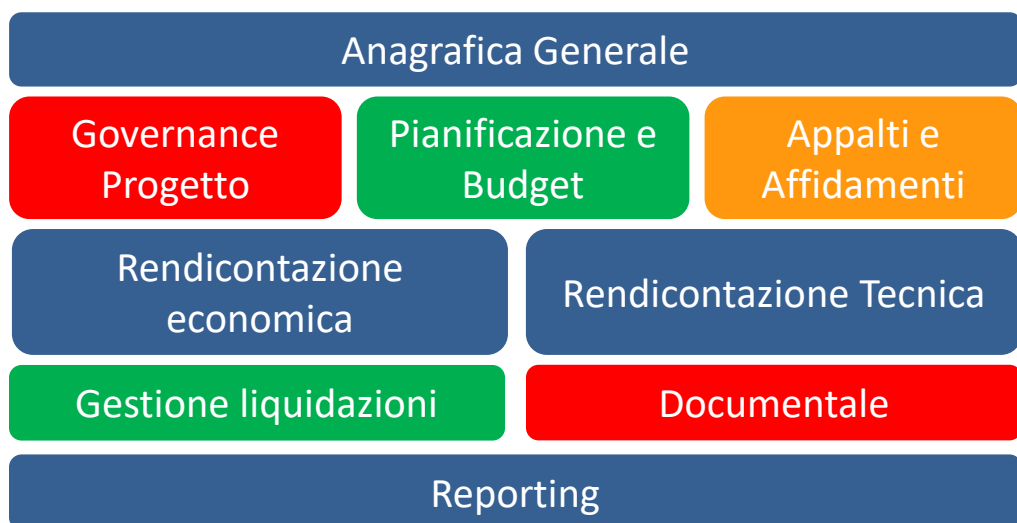 Anagrafica Generale
Governance
Progetto
Pianificazione e
Budget
Appalti e
Affidamenti
Rendicontazione
economica
Rendicontazione Tecnica
Gestione liquidazioni
Documentale
Reporting